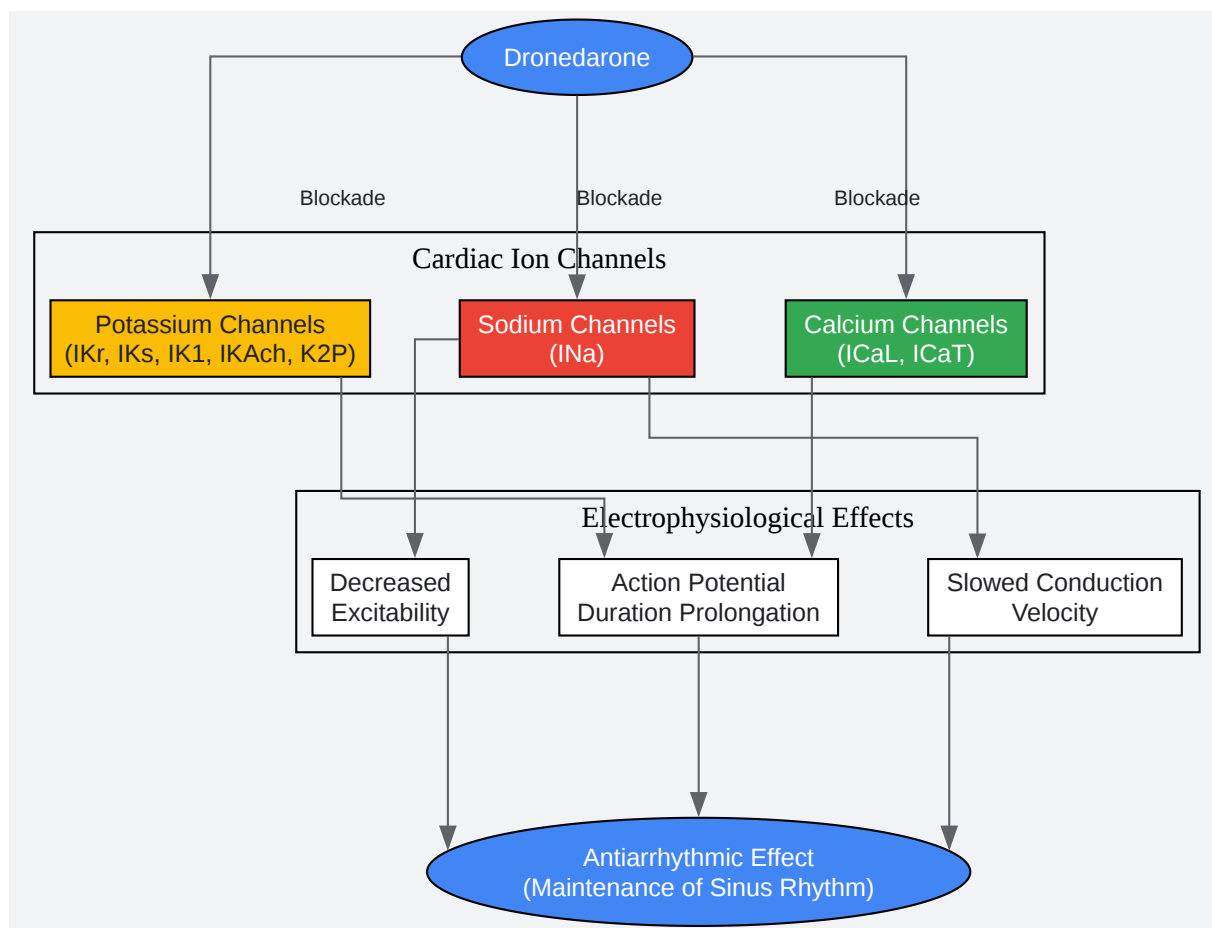 Dronedarone
Blockade
Blockade
Blockade
Cardiac Ion Channels
Potassium Channels
(IKr, IKs, IK1, IKAch, K2P)
Sodium Channels
(INa)
Calcium Channels
(ICaL, ICaT)
Electrophysiological Effects
Decreased
Excitability
Action Potential
Duration Prolongation
Slowed Conduction
Velocity
Antiarrhythmic Effect
(Maintenance of Sinus Rhythm)